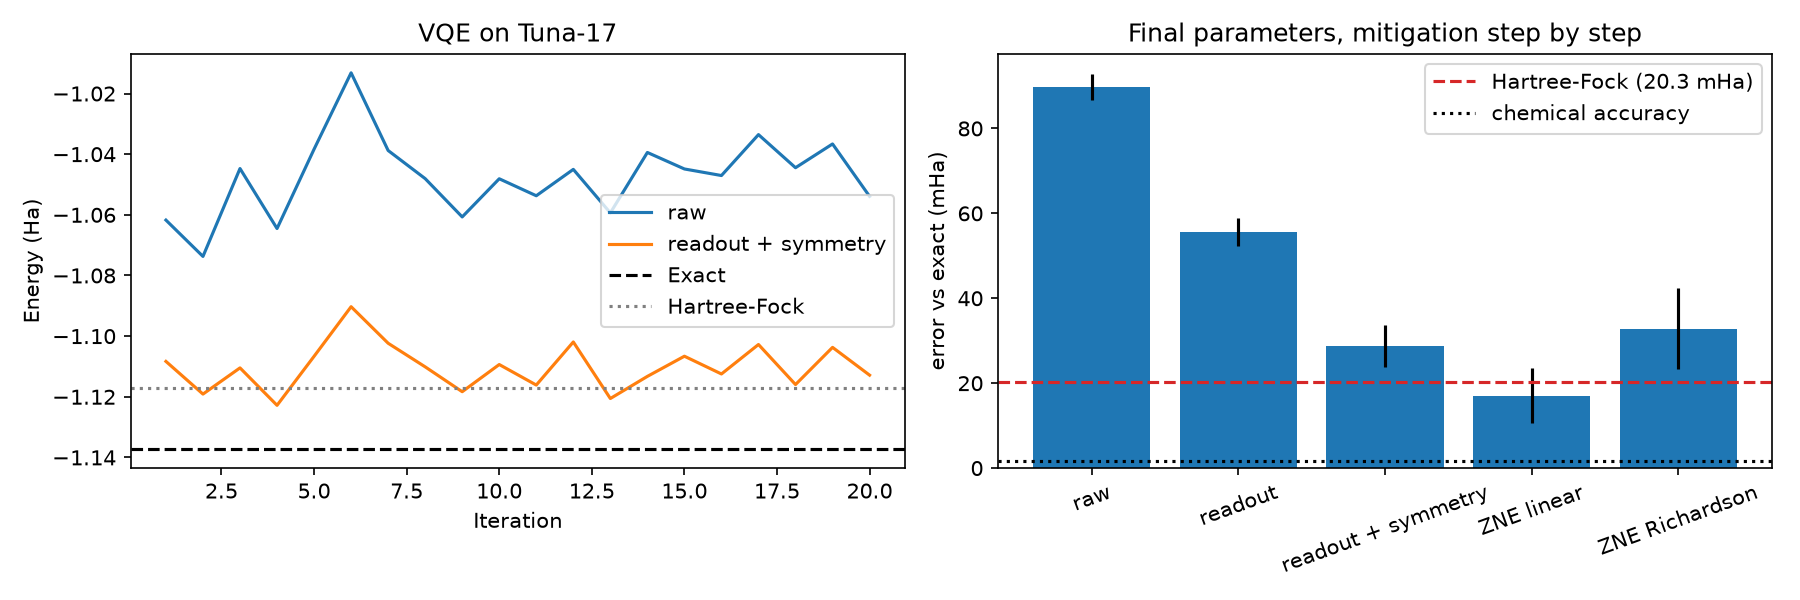 VQE on Tuna-17
Energy (Ha)
−1.02
−1.04
−1.06
−1.08
−1.10
−1.12
−1.14
raw
readout + symmetry
Exact
Hartree-Fock
2.5 5.0 7.5 10.0 12.5 15.0 17.5 20.0
Iteration
Final parameters, mitigation step by step
error vs exact (mHa)
80
60
40
20
0
Hartree-Fock (20.3 mHa)
chemical accuracy
raw
readout
readout + symmetry
ZNE linear
ZNE Richardson